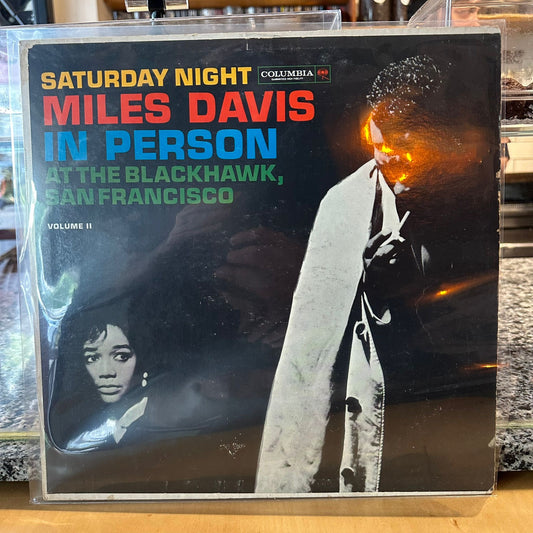 SATURDAY NIGHT
COLUMBIA
MILES DAVIS
IN PERSON
AT THE BLACKHAWK,
SAN FRANCISCO
VOLUME II